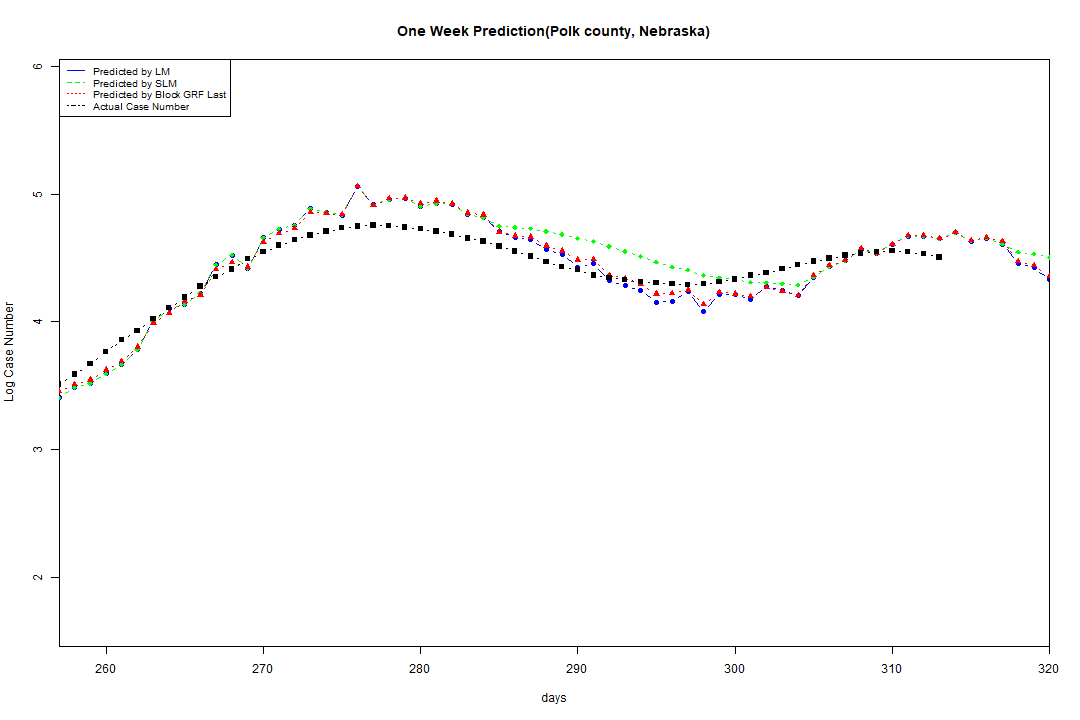 One Week Prediction(Polk county, Nebraska)
Predicted by LM
Predicted by SLM
Predicted by Block GRF Last
Actual Case Number
Log Case Number
6
5
4
3
2
260 270 280 290 300 310 320
days